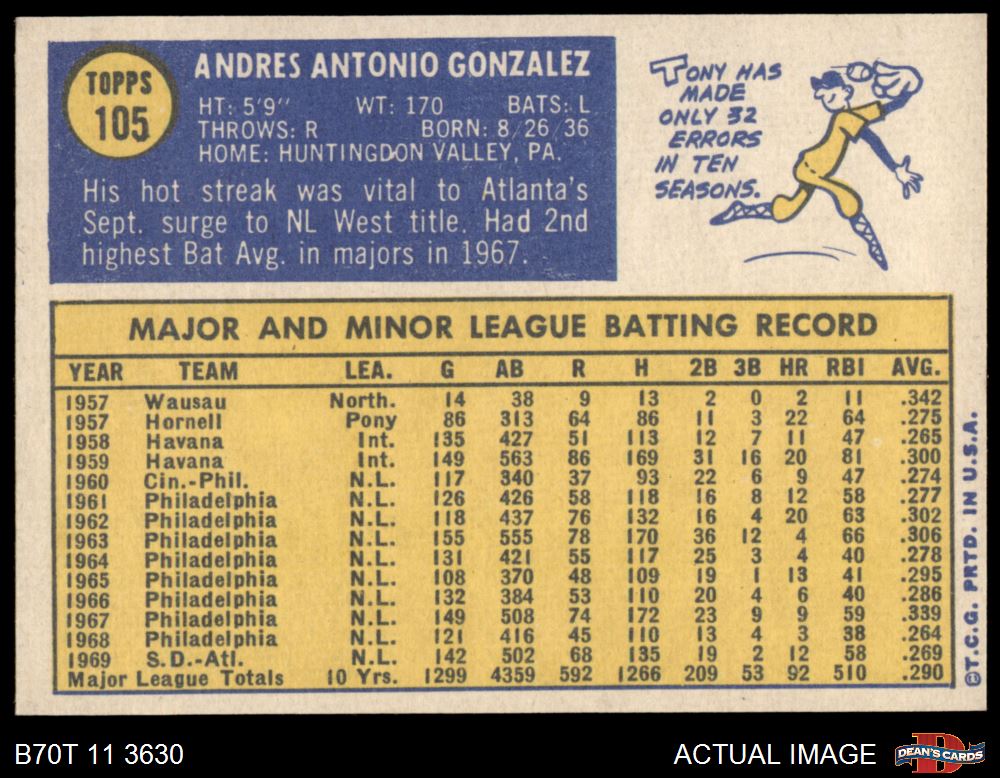 TOPPS
105
ANDRES ANTONIO GONZALEZ
HT: 5'9" WT: 170 BATS: L
THROWS: R BORN: 8/26/36
HOME: HUNTINGDON VALLEY, PA.
His hot streak was vital to Atlanta's
Sept. surge to NL West title. Had 2nd
highest Bat Avg. in majors in 1967.
TONY HAS
MADE
ONLY 32
ERRORS
IN TEN
SEASONS.
MAJOR AND MINOR LEAGUE BATTING RECORD
YEAR TEAM LEA. G AB R H 2B 3B HR RBI AVG.
1957 Wausau North. 14 38 9 13 2 0 2 11 .342
1957 Hornell Pony 86 313 64 86 11 3 22 64 .275
1958 Havana Int. 135 427 51 113 12 7 11 47 .265
1959 Havana Int. 149 563 86 169 31 16 20 81 .300
1960 Cin.-Phil. N.L. 117 340 37 93 22 6 9 47 .274
1961 Philadelphia N.L. 126 426 58 118 16 8 12 58 .277
1962 Philadelphia N.L. 118 437 76 132 16 4 20 63 .302
1963 Philadelphia N.L. 155 555 78 170 36 12 4 66 .306
1964 Philadelphia N.L. 131 421 55 117 25 3 4 40 .278
1965 Philadelphia N.L. 108 370 48 109 19 1 13 41 .295
1966 Philadelphia N.L. 132 384 53 110 20 4 6 40 .286
1967 Philadelphia N.L. 149 508 74 172 23 9 9 59 .339
1968 Philadelphia N.L. 121 416 45 110 13 4 3 38 .264
1969 S.D.-Atl. N.L. 142 502 68 135 19 2 12 58 .269
Major League Totals 10 Yrs. 1299 4359 592 1266 209 53 92 510 .290
©T.C.G. PRTD. IN U.S.A.
B70T 11 3630
ACTUAL IMAGE
DEAN'S CARDS